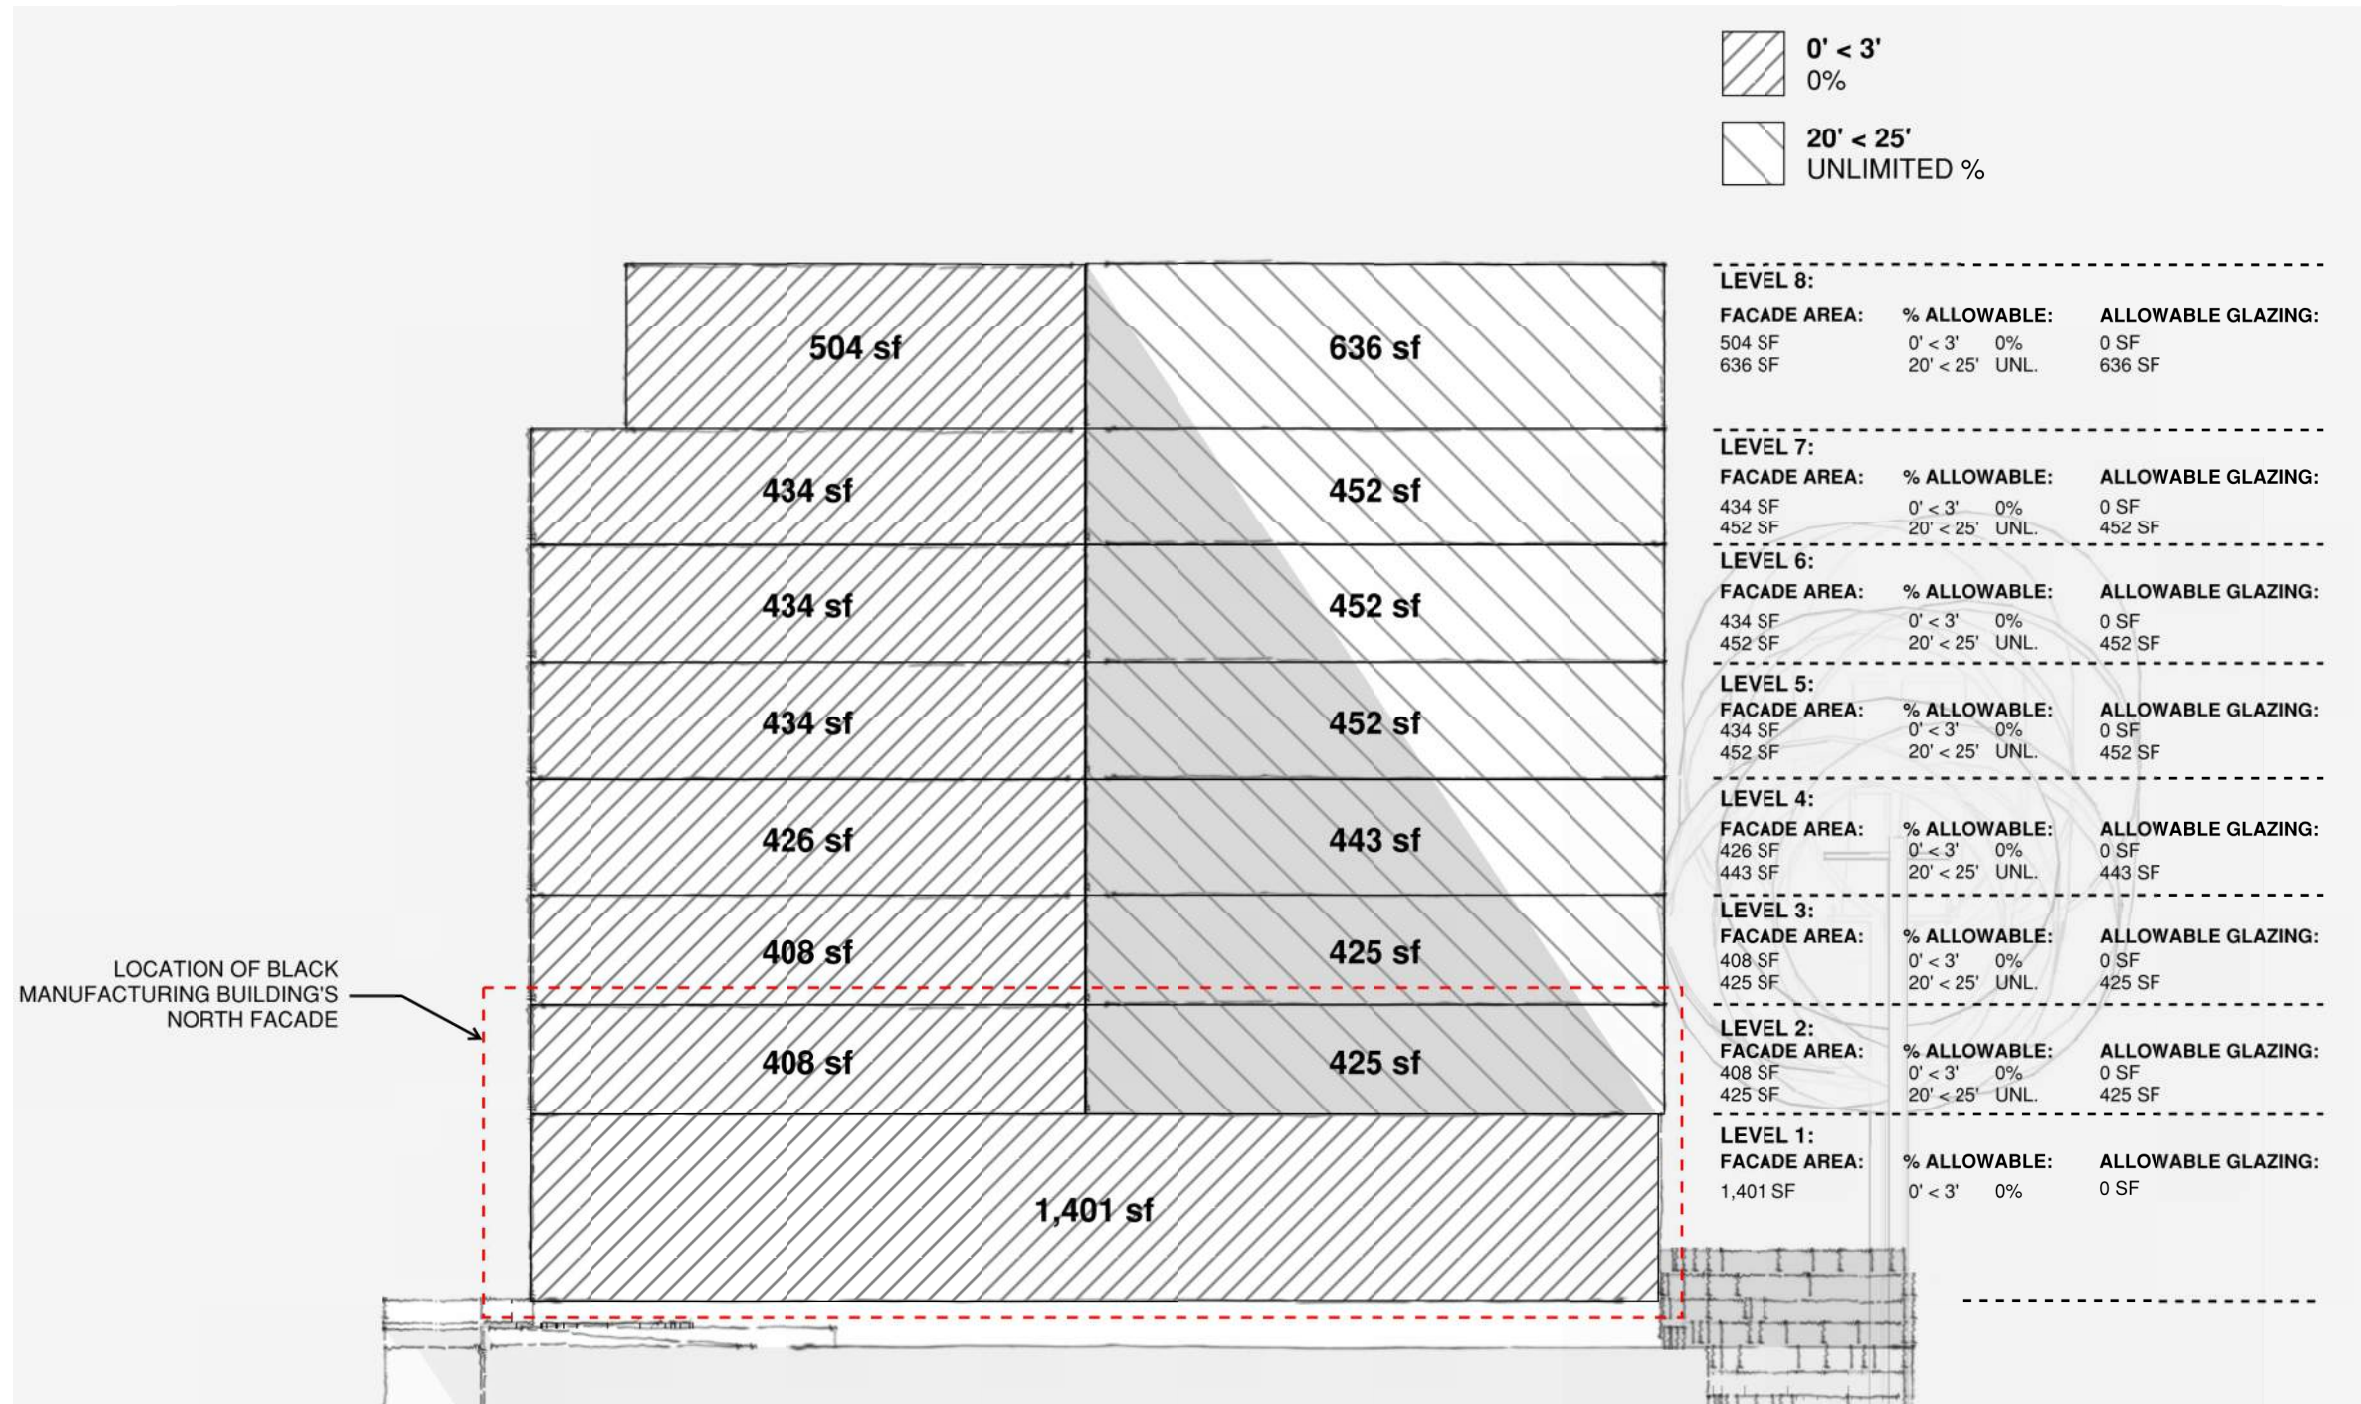 0' < 3'
0%
20' < 25'
UNLIMITED %
504 sf
636 sf
434 sf
452 sf
434 sf
452 sf
434 sf
452 sf
426 sf
443 sf
408 sf
425 sf
408 sf
425 sf
1,401 sf
LOCATION OF BLACK
MANUFACTURING BUILDING'S
NORTH FACADE
LEVEL 8:
FACADE AREA: % ALLOWABLE: ALLOWABLE GLAZING:
504 SF 0' < 3' 0% 0 SF
636 SF 20' < 25' UNL. 636 SF
LEVEL 7:
FACADE AREA: % ALLOWABLE: ALLOWABLE GLAZING:
434 SF 0' < 3' 0% 0 SF
452 SF 20' < 25' UNL. 452 SF
LEVEL 6:
FACADE AREA: % ALLOWABLE: ALLOWABLE GLAZING:
434 SF 0' < 3' 0% 0 SF
452 SF 20' < 25' UNL. 452 SF
LEVEL 5:
FACADE AREA: % ALLOWABLE: ALLOWABLE GLAZING:
434 SF 0' < 3' 0% 0 SF
452 SF 20' < 25' UNL. 452 SF
LEVEL 4:
FACADE AREA: % ALLOWABLE: ALLOWABLE GLAZING:
426 SF 0' < 3' 0% 0 SF
443 SF 20' < 25' UNL. 443 SF
LEVEL 3:
FACADE AREA: % ALLOWABLE: ALLOWABLE GLAZING:
408 SF 0' < 3' 0% 0 SF
425 SF 20' < 25' UNL. 425 SF
LEVEL 2:
FACADE AREA: % ALLOWABLE: ALLOWABLE GLAZING:
408 SF 0' < 3' 0% 0 SF
425 SF 20' < 25' UNL. 425 SF
LEVEL 1:
FACADE AREA: % ALLOWABLE: ALLOWABLE GLAZING:
1,401 SF 0' < 3' 0% 0 SF